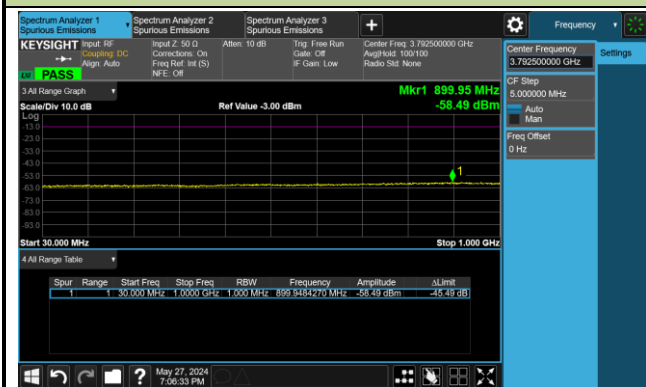 Spectrum Analyzer 1
Spurious Emissions
Spectrum Analyzer 2
Spurious Emissions
Spectrum Analyzer 3
Spurious Emissions
+
Frequency
KEYSIGHT
Input: RF
Coupling: DC
Align: Auto
Input Z: 50 Ω
Corrections: On
Freq Ref: Int (S)
NFE: Off
Atten: 10 dB
Trig: Free Run
Gate: Off
IF Gain: Low
Center Freq: 3.792500000 GHz
Avg|Hold: 100/100
Radio Std: None
LXI
PASS
Center Frequency
3.792500000 GHz
Settings
CF Step
5.000000 MHz
Auto
Man
Freq Offset
0 Hz
3 All Range Graph
Mkr1 899.95 MHz
Scale/Div 10.0 dB
Ref Value -3.00 dBm
-58.49 dBm
Log
-13.0
-23.0
-33.0
-43.0
-53.0
-63.0
-73.0
-83.0
-93.0
1
Start 30.000 MHz
Stop 1.000 GHz
4 All Range Table
Spur Range Start Freq Stop Freq RBW Frequency Amplitude ΔLimit
1 1 30.000 MHz 1.0000 GHz 1.000 MHz 899.9484270 MHz -58.49 dBm -45.49 dB
?
May 27, 2024
7:06:33 PM